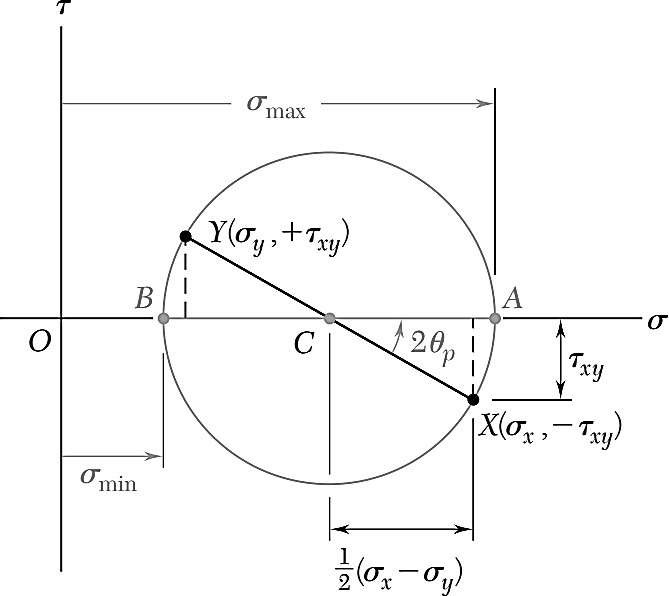 τ
σmax
Y(σy , +τxy)
B
A
O
C
2θp
σ
τxy
X(σx , −τxy)
σmin
½(σx − σy)